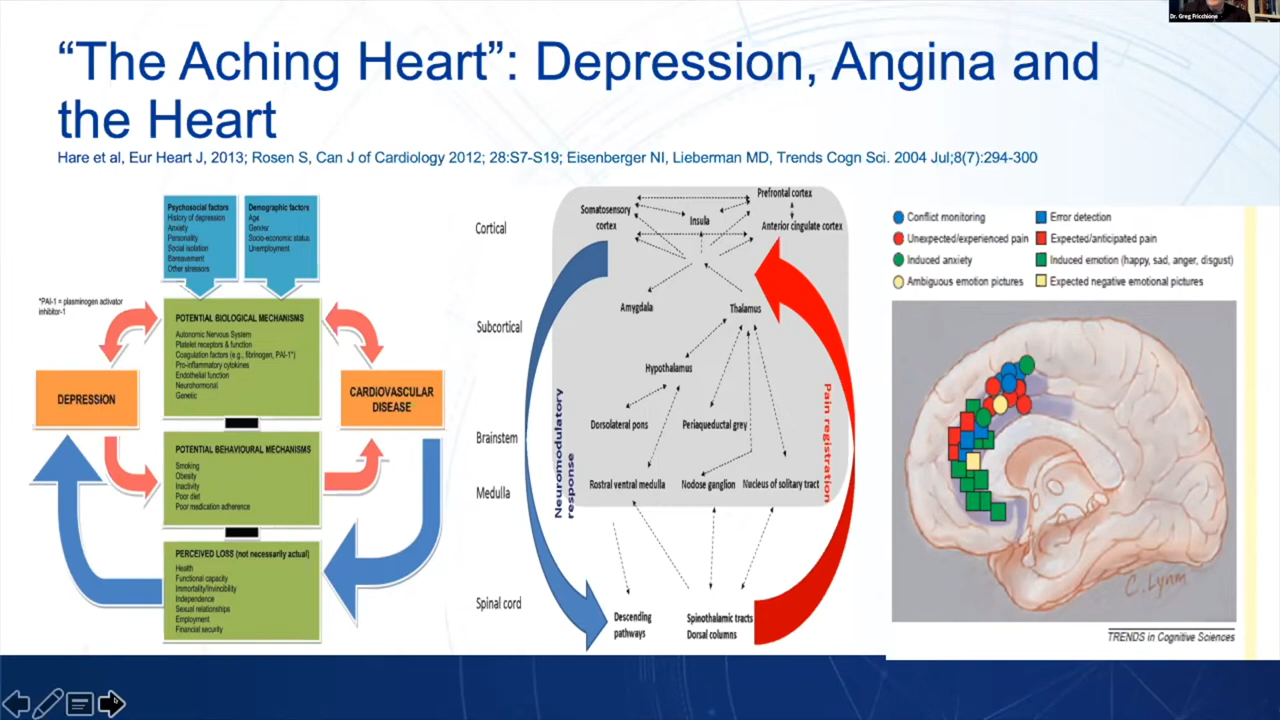 Dr. Greg Fricchione
“The Aching Heart”: Depression, Angina and
the Heart
Hare et al, Eur Heart J, 2013; Rosen S, Can J of Cardiology 2012; 28:S7-S19; Eisenberger NI, Lieberman MD, Trends Cogn Sci. 2004 Jul;8(7):294-300
Psychosocial factors
History of depression
Anxiety
Personality
Social isolation
Bereavement
Other stressors
Demographic factors
Age
Gender
Socio-economic status
Unemployment
*PAI-1 = plasminogen activator
inhibitor-1
POTENTIAL BIOLOGICAL MECHANISMS
Autonomic Nervous System
Platelet receptors & function
Coagulation factors (e.g., fibrinogen, PAI-1*)
Pro-inflammatory cytokines
Endothelial function
Neurohormonal
Genetic
DEPRESSION
CARDIOVASCULAR
DISEASE
POTENTIAL BEHAVIOURAL MECHANISMS
Smoking
Obesity
Inactivity
Poor diet
Poor medication adherence
PERCEIVED LOSS (not necessarily actual)
Health
Functional capacity
Immortality/Invincibility
Independence
Sexual relationships
Employment
Financial security
Cortical
Subcortical
Brainstem
Medulla
Spinal cord
Somatosensory
cortex
Insula
Prefrontal cortex
Anterior cingulate cortex
Amygdala
Thalamus
Hypothalamus
Dorsolateral pons
Periaqueductal grey
Rostral ventral medulla
Nodose ganglion
Nucleus of solitary tract
Descending
pathways
Spinothalamic tracts
Dorsal columns
Neuromodulatory
response
Pain registration
Conflict monitoring
Error detection
Unexpected/experienced pain
Expected/anticipated pain
Induced anxiety
Induced emotion (happy, sad, anger, disgust)
Ambiguous emotion pictures
Expected negative emotional pictures
C. Lynm
TRENDS in Cognitive Sciences